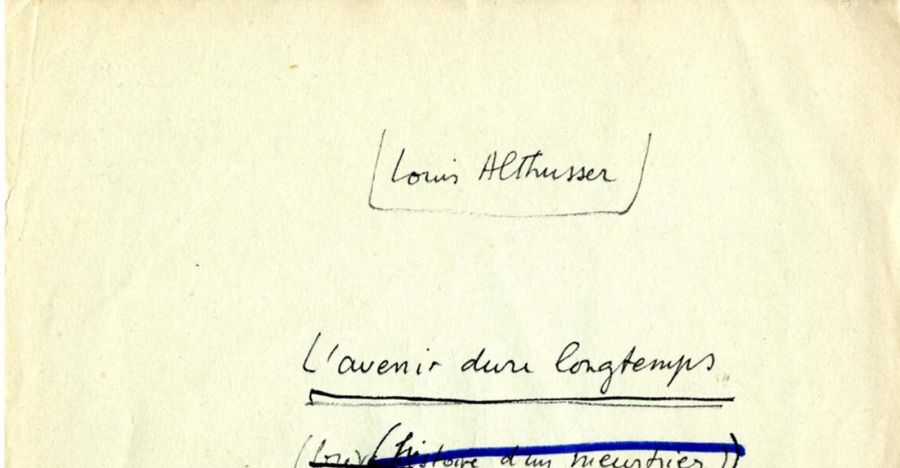 Louis Althusser
L'avenir dure longtemps
histoire d'un meurtrier